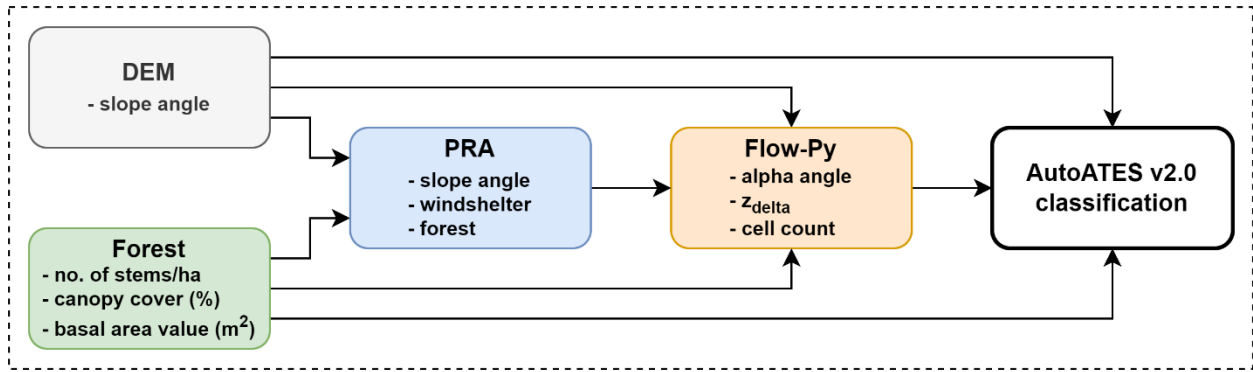 DEM
- slope angle
PRA
- slope angle
- windshelter
- forest
Flow-Py
- alpha angle
- z_delta
- cell count
AutoATES v2.0
classification
Forest
- no. of stems/ha
- canopy cover (%)
- basal area value (m²)